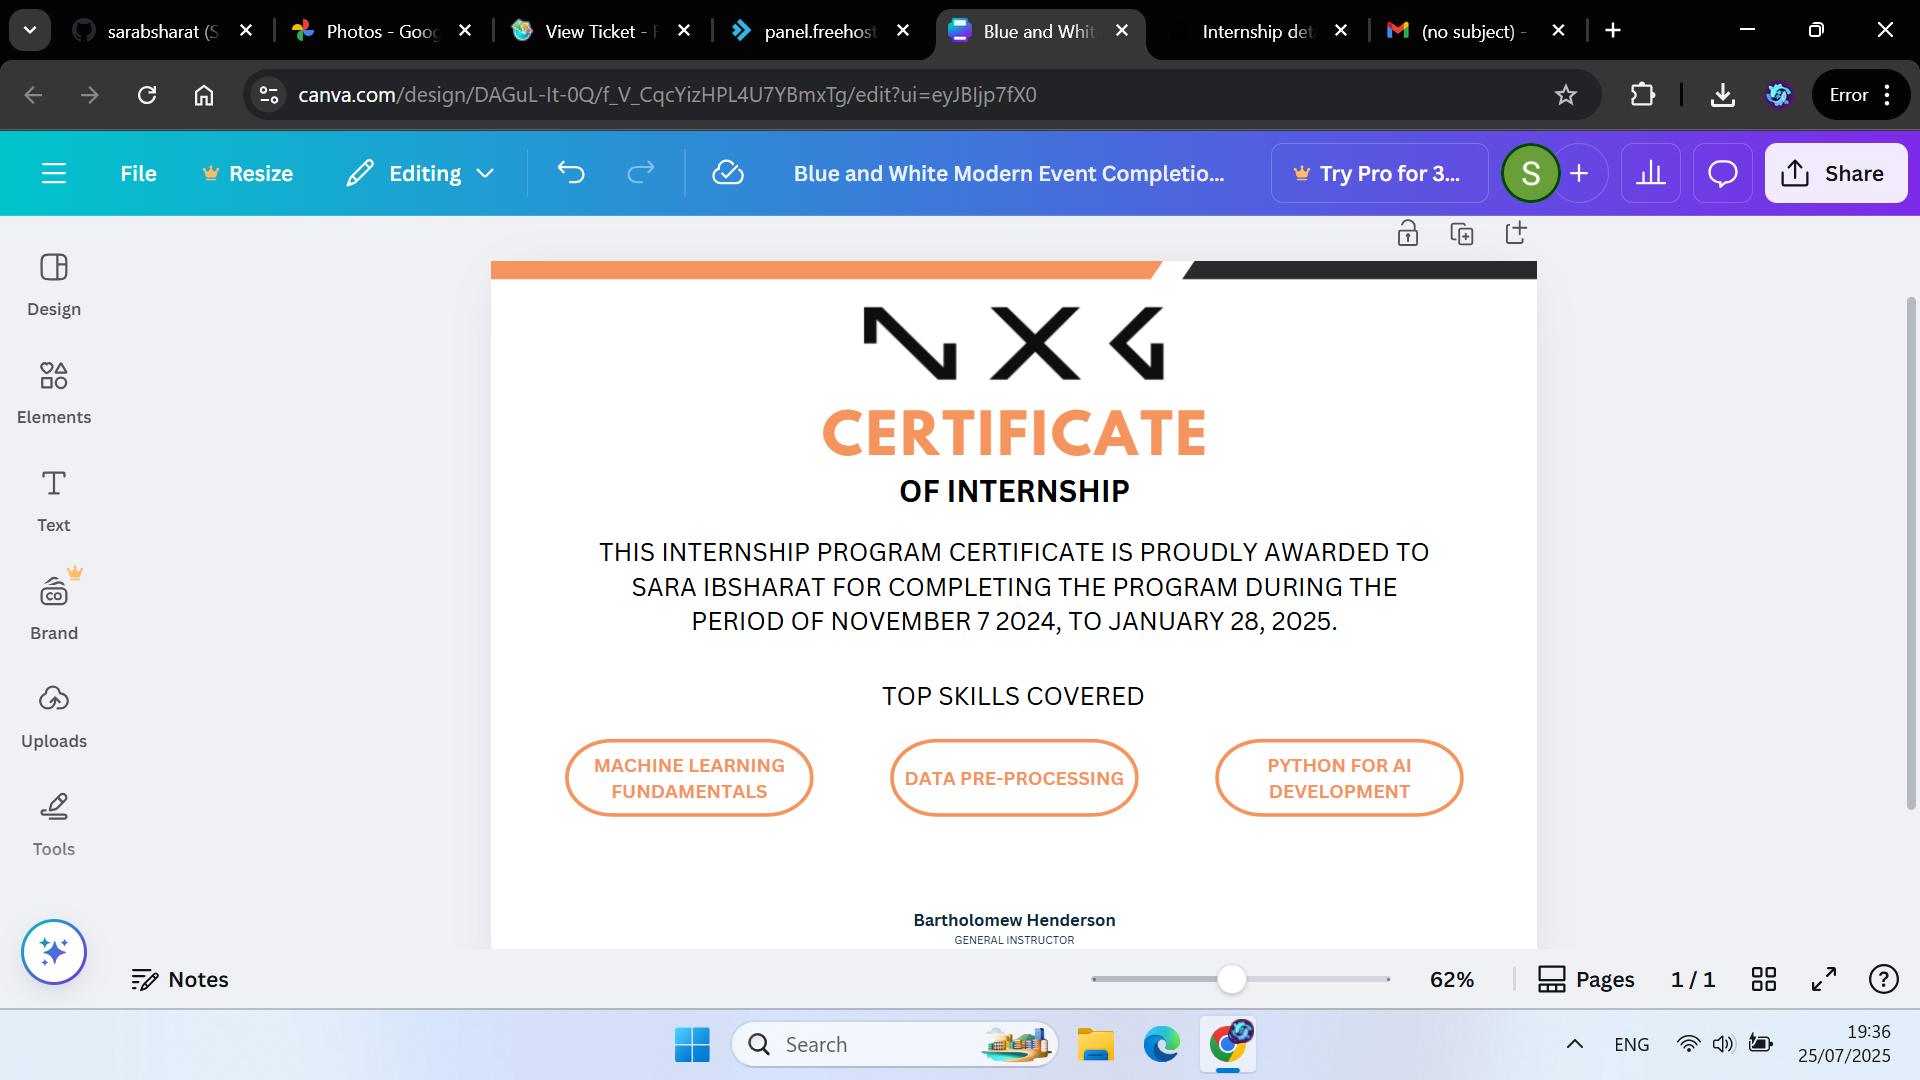 sarabsharat (S
Photos - Goog
View Ticket - F
panel.freehost
Blue and Whit
Internship det
(no subject) -
canva.com/design/DAGuL-It-0Q/f_V_CqcYizHPL4U7YBmxTg/edit?ui=eyJBIjp7fX0
Error
File
Resize
Editing
Blue and White Modern Event Completio...
Try Pro for 3...
S
Share
Design
Elements
Text
CO
Brand
Uploads
Tools
NXG
CERTIFICATE
OF INTERNSHIP
THIS INTERNSHIP PROGRAM CERTIFICATE IS PROUDLY AWARDED TO
SARA IBSHARAT FOR COMPLETING THE PROGRAM DURING THE
PERIOD OF NOVEMBER 7 2024, TO JANUARY 28, 2025.
TOP SKILLS COVERED
MACHINE LEARNING
FUNDAMENTALS
DATA PRE-PROCESSING
PYTHON FOR AI
DEVELOPMENT
Bartholomew Henderson
GENERAL INSTRUCTOR
Notes
62%
Pages
1 / 1
Search
ENG
19:36
25/07/2025